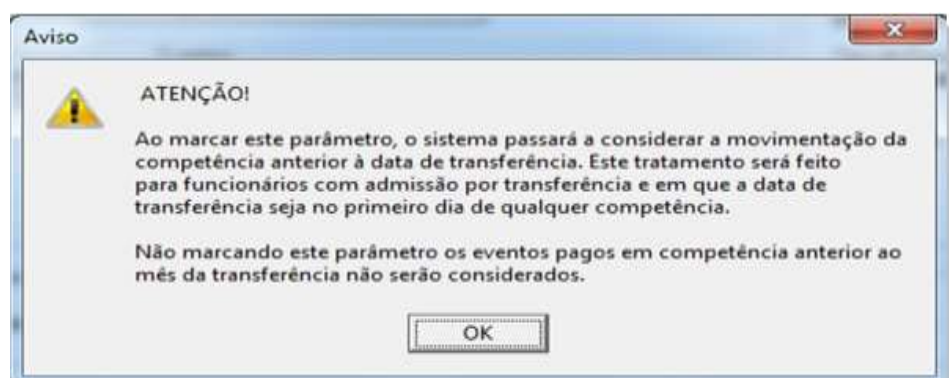 Aviso
ATENÇÃO!
Ao marcar este parâmetro, o sistema passará a considerar a movimentação da
competência anterior à data de transferência. Este tratamento será feito
para funcionários com admissão por transferência e em que a data de
transferência seja no primeiro dia de qualquer competência.
Não marcando este parâmetro os eventos pagos em competência anterior ao
mês da transferência não serão considerados.
OK